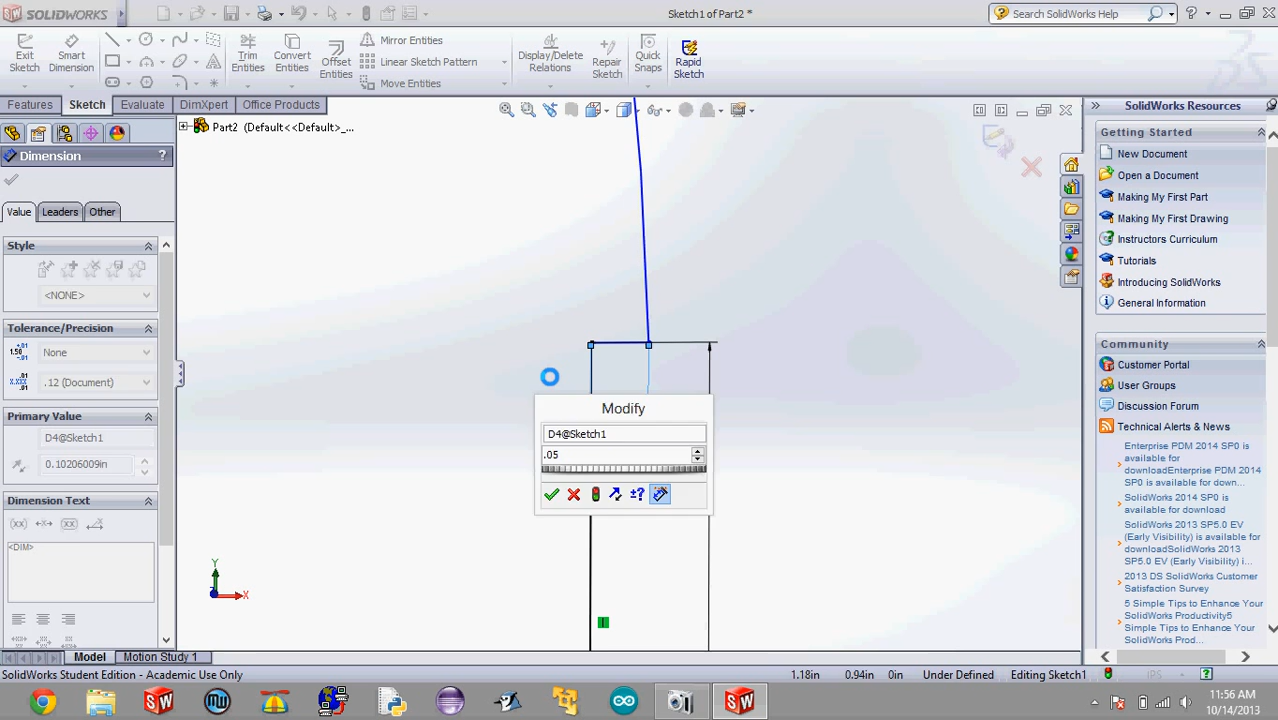 SOLIDWORKS
Sketch1 of Part2 *
Search SolidWorks Help
Exit Sketch
Smart Dimension
Trim Entities
Convert Entities
Offset Entities
Mirror Entities
Linear Sketch Pattern
Move Entities
Display/Delete Relations
Repair Sketch
Quick Snaps
Rapid Sketch
Features
Sketch
Evaluate
DimXpert
Office Products
Part2 (Default<<Default>_...
Dimension
?
Value
Leaders
Other
Style
<NONE>
Tolerance/Precision
None
.12 (Document)
Primary Value
D4@Sketch1
0.10206009in
Dimension Text
<DIM>
Y
X
Modify
D4@Sketch1
.05
SolidWorks Resources
Getting Started
New Document
Open a Document
Making My First Part
Making My First Drawing
Instructors Curriculum
Tutorials
Introducing SolidWorks
General Information
Community
Customer Portal
User Groups
Discussion Forum
Technical Alerts & News
Enterprise PDM 2014 SP0 is
available for
downloadEnterprise PDM 2014
SP0 is available for down...
SolidWorks 2014 SP0 is
available for download
SolidWorks 2013 SP5.0 EV
(Early Visibility) is available for
downloadSolidWorks 2013
SP5.0 EV (Early Visibility) i...
2013 DS SolidWorks Customer
Satisfaction Survey
5 Simple Tips to Enhance Your
SolidWorks Productivity5
Simple Tips to Enhance Your
SolidWorks Prod...
Model
Motion Study 1
SolidWorks Student Edition - Academic Use Only
1.18in
0.94in
0in
Under Defined
Editing Sketch1
IPS
11:56 AM
10/14/2013